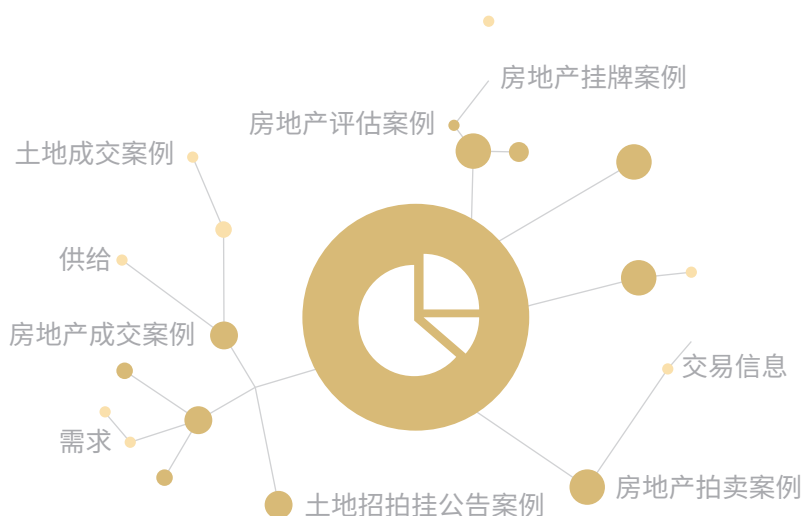 房地产挂牌案例
房地产评估案例
土地成交案例
供给
房地产成交案例
交易信息
需求
房地产拍卖案例
土地招拍挂公告案例